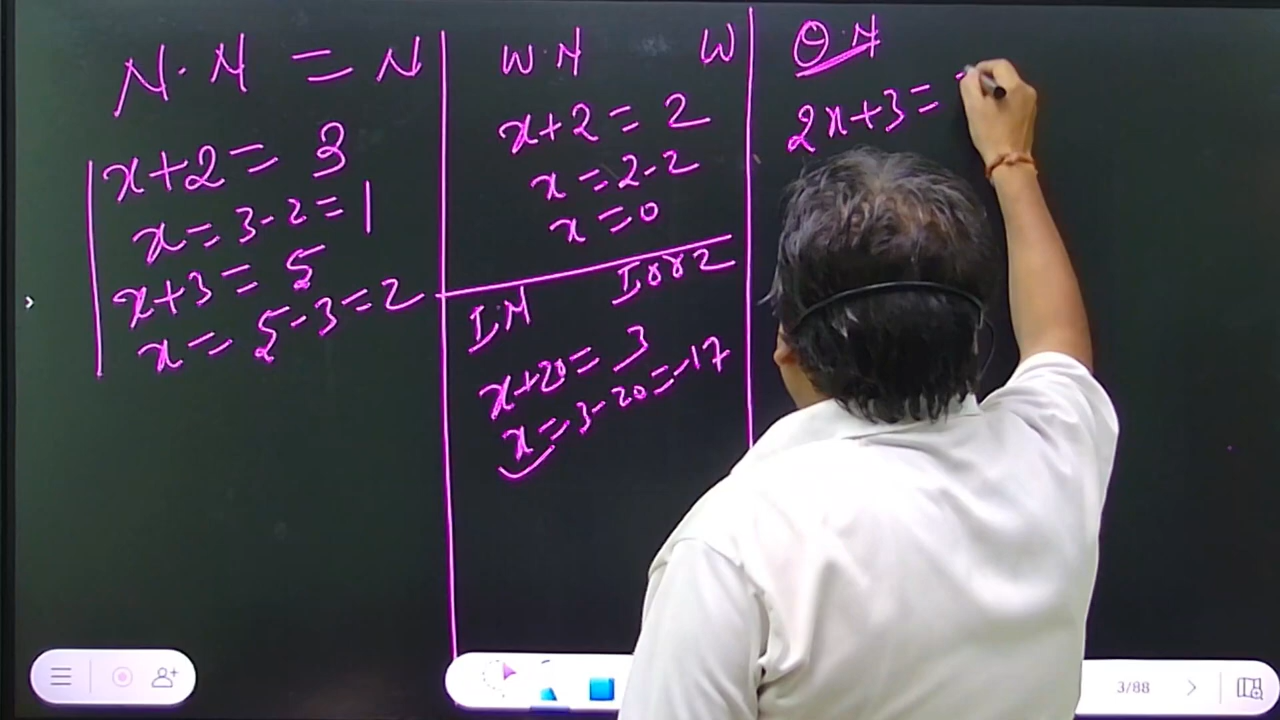 N.N = N
x+2 = 3
x = 3-2 = 1
x+3 = 5
x = 5-3 = 2
W.N W
x+2 = 2
x = 2-2
x = 0
I.N I or Z
x+20 = 3
x = 3-20 = -17
Q.N
2x+3 =
3/88